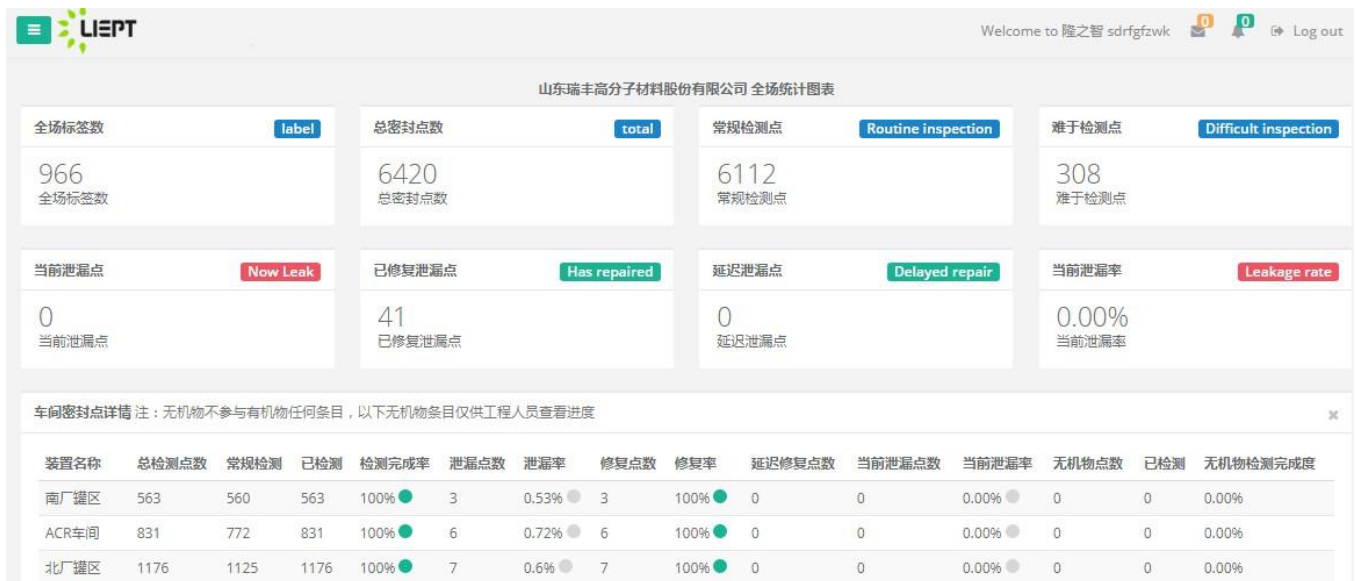 LIEPT
Welcome to 隆之智 sdrfgfzwk 0 0 Log out
山东瑞丰高分子材料股份有限公司 全场统计图表
全场标签数 label 总密封点数 total 常规检测点 Routine inspection 难于检测点 Difficult inspection
966 6420 6112 308
全场标签数 总密封点数 常规检测点 难于检测点
当前泄漏点 Now Leak 已修复泄漏点 Has repaired 延迟泄漏点 Delayed repair 当前泄漏率 Leakage rate
0 41 0 0.00%
当前泄漏点 已修复泄漏点 延迟泄漏点 当前泄漏率
车间密封点详情 注：无机物不参与有机物任何条目，以下无机物条目仅供工程人员查看进度
装置名称 总检测点数 常规检测 已检测 检测完成率 泄漏点数 泄漏率 修复点数 修复率 延迟修复点数 当前泄漏点数 当前泄漏率 无机物点数 已检测 无机物检测完成度
南厂罐区 563 560 563 100% 3 0.53% 3 100% 0 0 0.00% 0 0 0.00%
ACR车间 831 772 831 100% 6 0.72% 6 100% 0 0 0.00% 0 0 0.00%
北厂罐区 1176 1125 1176 100% 7 0.6% 7 100% 0 0 0.00% 0 0 0.00%